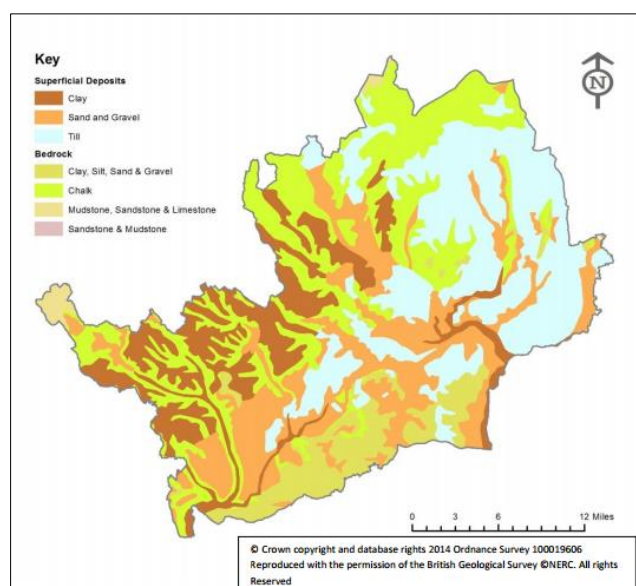 Key
Superficial Deposits
Clay
Sand and Gravel
Till
Bedrock
Clay, Silt, Sand & Gravel
Chalk
Mudstone, Sandstone & Limestone
Sandstone & Mudstone
N
0 3 6 12 Miles
© Crown copyright and database rights 2014 Ordnance Survey 100019606
Reproduced with the permission of the British Geological Survey ©NERC. All rights
Reserved